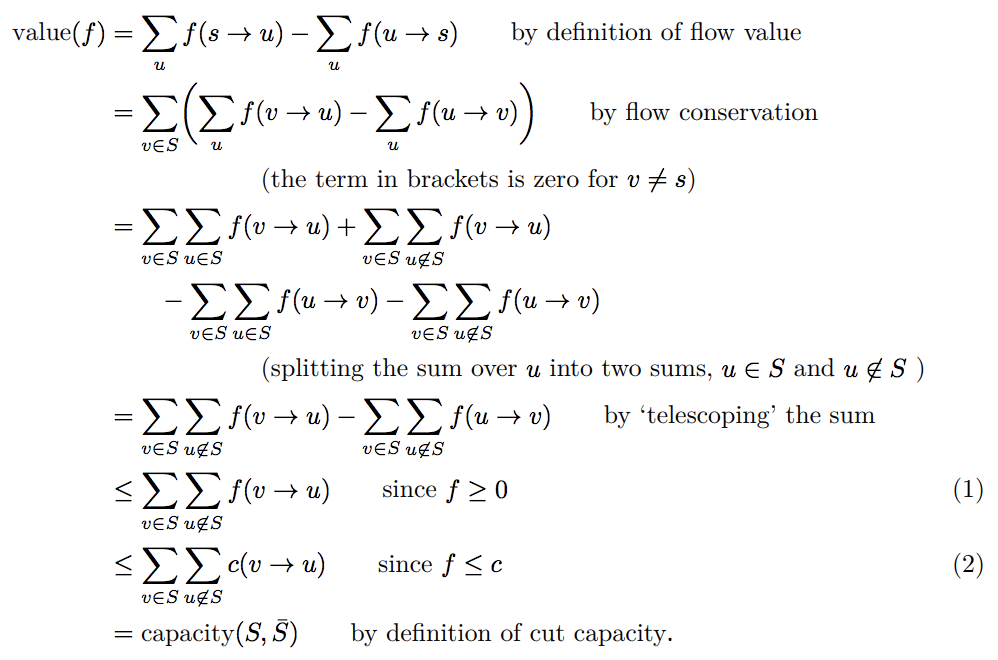 value(f) = ∑_u f(s → u) − ∑_u f(u → s) by definition of flow value
= ∑_{v∈S} (∑_u f(v → u) − ∑_u f(u → v)) by flow conservation
(the term in brackets is zero for v ≠ s)
= ∑_{v∈S} ∑_{u∈S} f(v → u) + ∑_{v∈S} ∑_{u∉S} f(v → u)
− ∑_{v∈S} ∑_{u∈S} f(u → v) − ∑_{v∈S} ∑_{u∉S} f(u → v)
(splitting the sum over u into two sums, u ∈ S and u ∉ S )
= ∑_{v∈S} ∑_{u∉S} f(v → u) − ∑_{v∈S} ∑_{u∉S} f(u → v) by ‘telescoping’ the sum
≤ ∑_{v∈S} ∑_{u∉S} f(v → u) since f ≥ 0 (1)
≤ ∑_{v∈S} ∑_{u∉S} c(v → u) since f ≤ c (2)
= capacity(S, S̄) by definition of cut capacity.